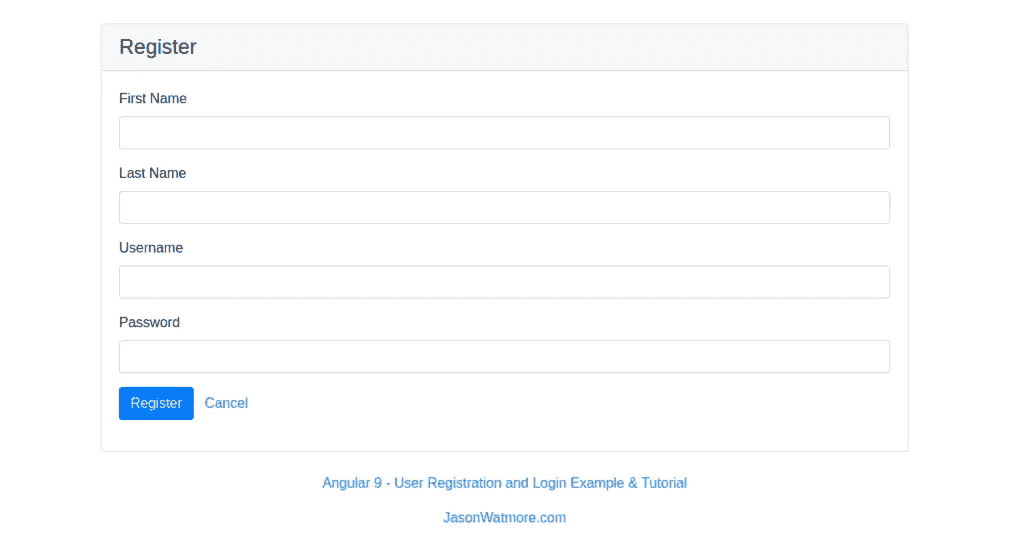 Register
First Name
Last Name
Username
Password
Register Cancel
Angular 9 - User Registration and Login Example & Tutorial
JasonWatmore.com